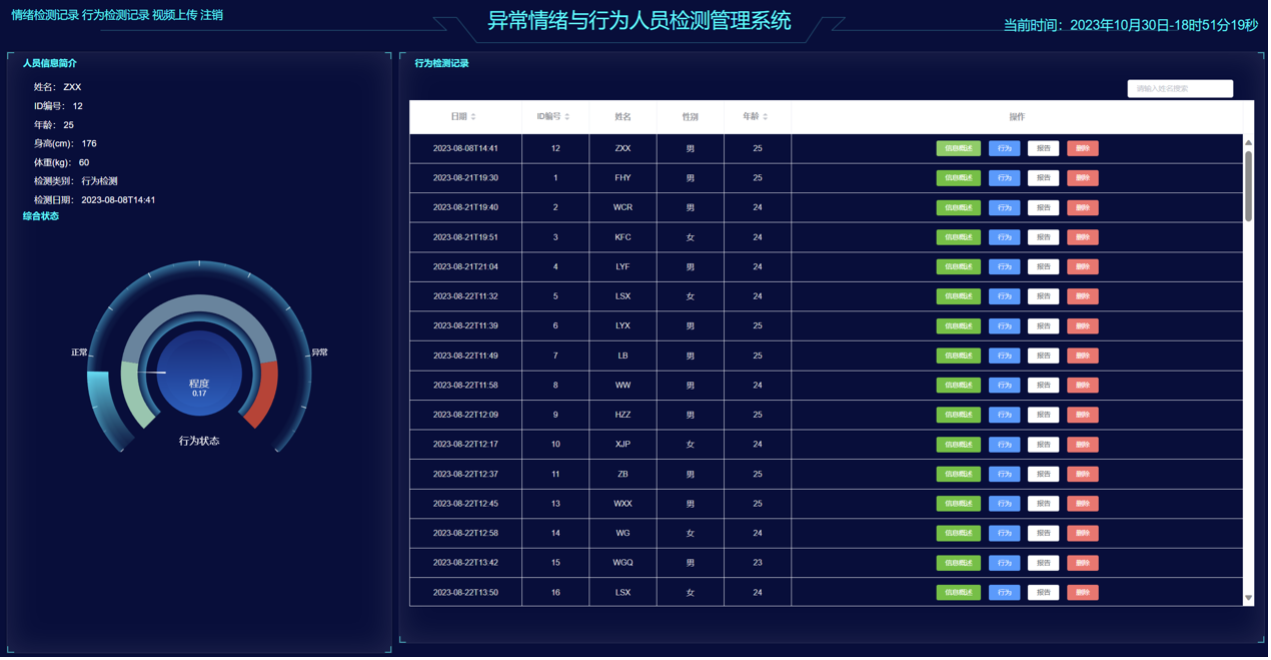 情绪检测记录 行为检测记录 视频上传 注销
异常情绪与行为人员检测管理系统
当前时间：2023年10月30日-18时51分19秒
人员信息简介
姓名： ZXX
ID编号： 12
年龄： 25
身高(cm)： 176
体重(kg)： 60
检测类别： 行为检测
检测日期： 2023-08-08T14:41
综合状态
正常
异常
程度
0.17
行为状态
行为检测记录
请输入姓名搜索
日期 ID编号 姓名 性别 年龄 操作
2023-08-08T14:41 12 ZXX 男 25 信息概述 行为 报告 删除
2023-08-21T19:30 1 FHY 男 25 信息概述 行为 报告 删除
2023-08-21T19:40 2 WCR 男 24 信息概述 行为 报告 删除
2023-08-21T19:51 3 KFC 女 24 信息概述 行为 报告 删除
2023-08-21T21:04 4 LYF 男 24 信息概述 行为 报告 删除
2023-08-22T11:32 5 LSX 女 24 信息概述 行为 报告 删除
2023-08-22T11:39 6 LYX 男 25 信息概述 行为 报告 删除
2023-08-22T11:49 7 LB 男 25 信息概述 行为 报告 删除
2023-08-22T11:58 8 WW 男 24 信息概述 行为 报告 删除
2023-08-22T12:09 9 HZZ 男 25 信息概述 行为 报告 删除
2023-08-22T12:17 10 XJP 女 24 信息概述 行为 报告 删除
2023-08-22T12:37 11 ZB 男 25 信息概述 行为 报告 删除
2023-08-22T12:45 13 WXX 男 25 信息概述 行为 报告 删除
2023-08-22T12:58 14 WG 女 24 信息概述 行为 报告 删除
2023-08-22T13:42 15 WGQ 男 23 信息概述 行为 报告 删除
2023-08-22T13:50 16 LSX 女 24 信息概述 行为 报告 删除